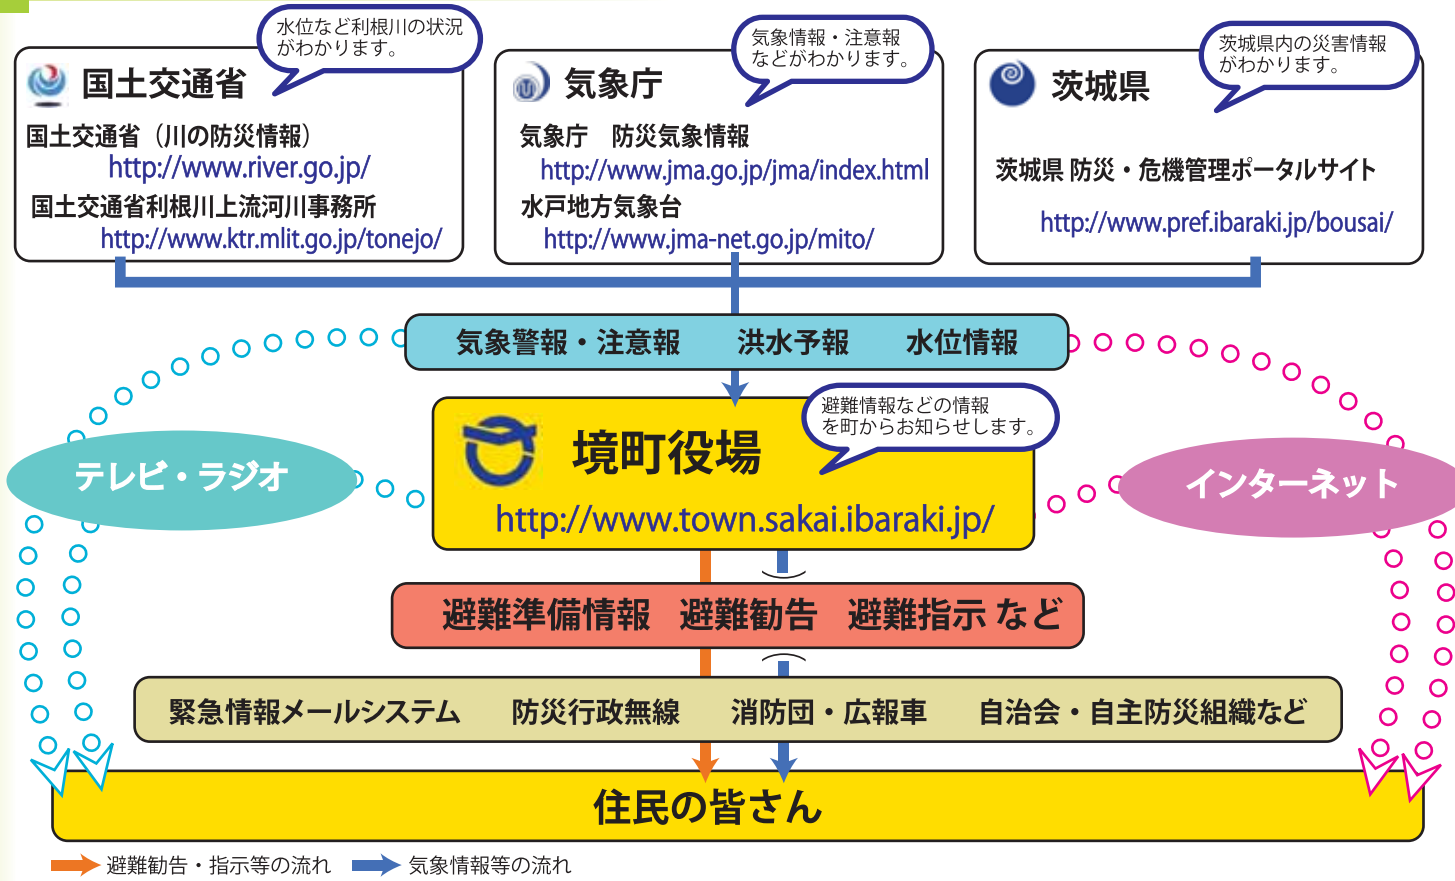 水位など利根川の状況
がわかります。
国土交通省
国土交通省（川の防災情報）
http://www.river.go.jp/
国土交通省利根川上流河川事務所
http://www.ktr.mlit.go.jp/tonejo/
気象情報・注意報
などがわかります。
気象庁
気象庁　防災気象情報
http://www.jma.go.jp/jma/index.html
水戸地方気象台
http://www.jma-net.go.jp/mito/
茨城県内の災害情報
がわかります。
茨城県
茨城県 防災・危機管理ポータルサイト
http://www.pref.ibaraki.jp/bousai/
気象警報・注意報　洪水予報　水位情報
避難情報などの情報
を町からお知らせします。
境町役場
http://www.town.sakai.ibaraki.jp/
テレビ・ラジオ
インターネット
避難準備情報　避難勧告　避難指示 など
緊急情報メールシステム　防災行政無線　消防団・広報車　自治会・自主防災組織など
住民の皆さん
避難勧告・指示等の流れ　気象情報等の流れ